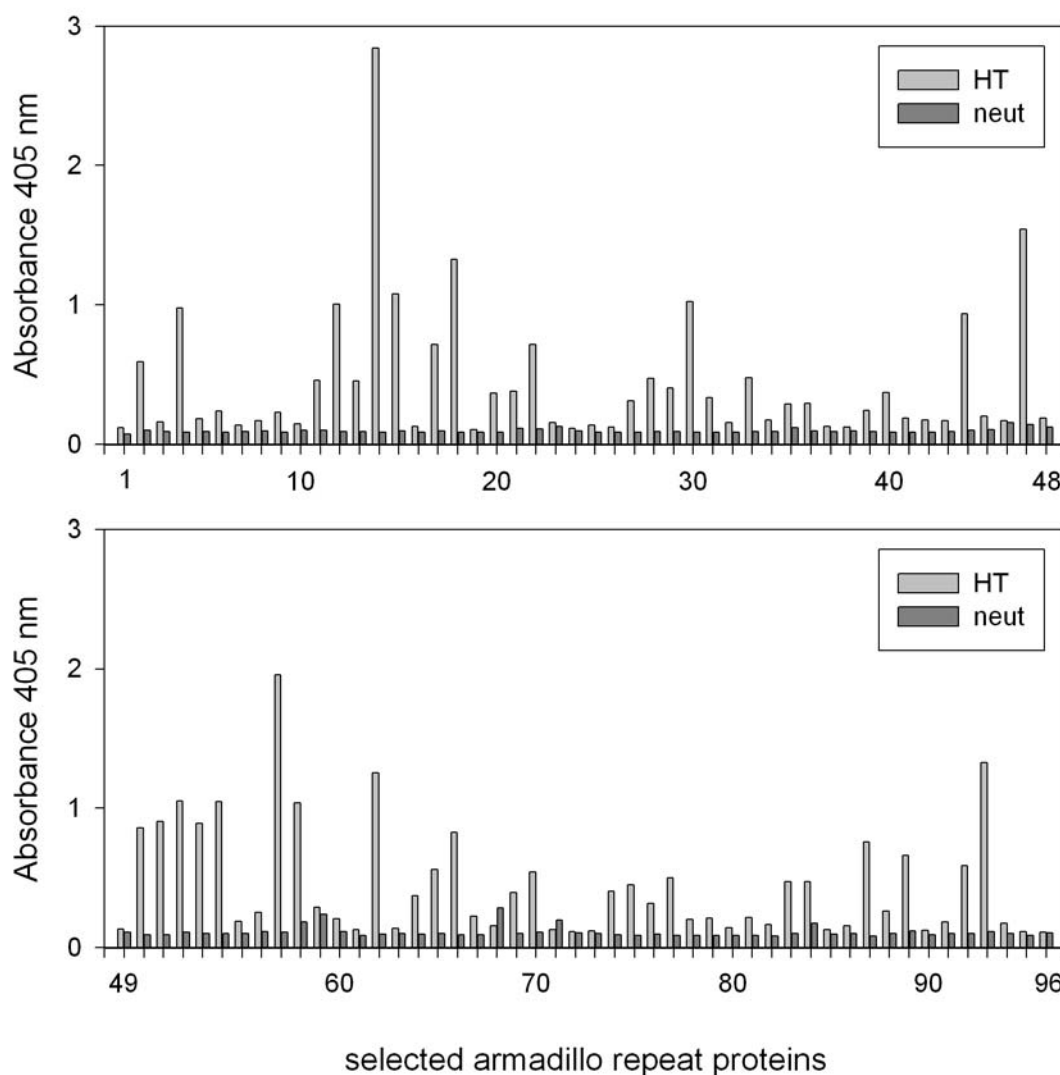 3
HT
neut
2
Absorbance 405 nm
1
0
1 10 20 30 40 48
3
HT
neut
2
Absorbance 405 nm
1
0
49 60 70 80 90 96
selected armadillo repeat proteins